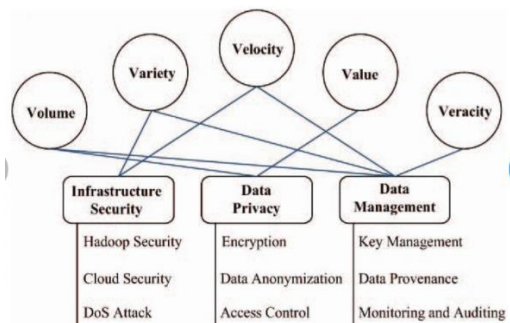 Velocity
Variety
Value
Volume
Veracity
Infrastructure
Security
Data
Privacy
Data
Management
Hadoop Security
Encryption
Key Management
Cloud Security
Data Anonymization
Data Provenance
DoS Attack
Access Control
Monitoring and Auditing